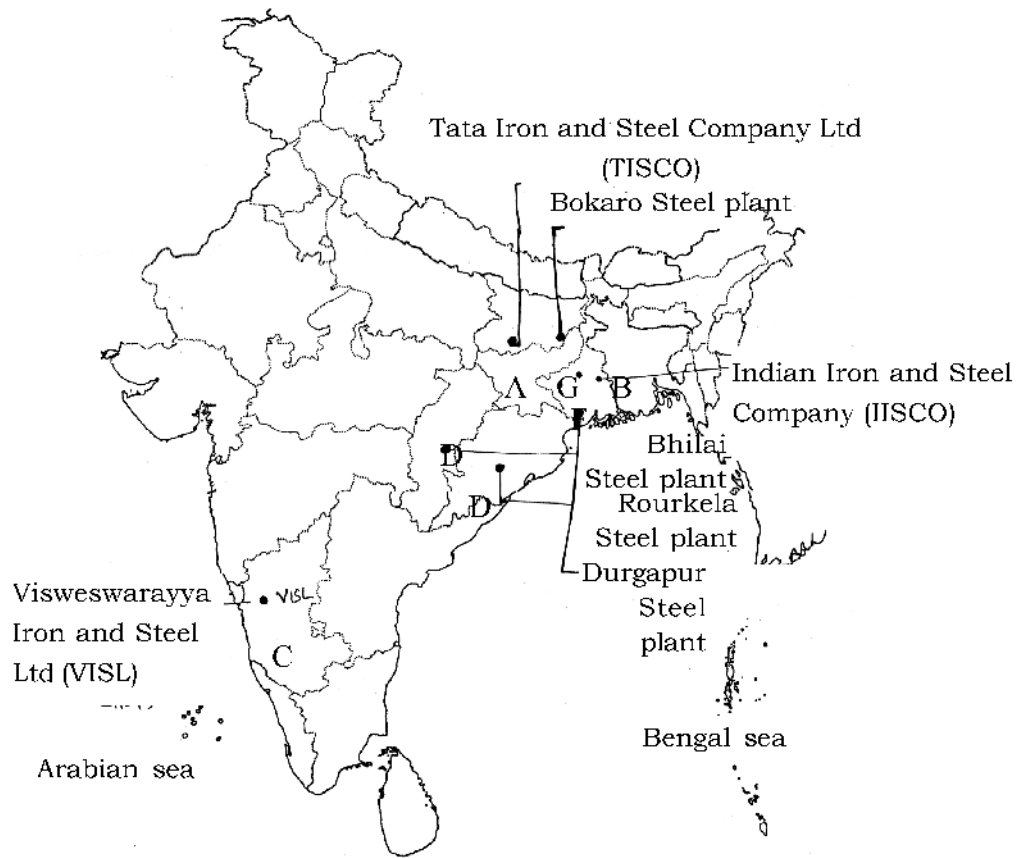 Tata Iron and Steel Company Ltd
(TISCO)
Bokaro Steel plant
A
G
B
Indian Iron and Steel
Company (IISCO)
D
Bhilai
Steel plant
D
Rourkela
Steel plant
Durgapur
Steel
plant
Visweswarayya
Iron and Steel
Ltd (VISL)
VISL
C
Bengal sea
Arabian sea